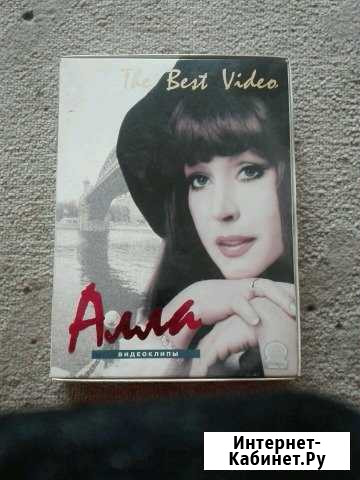 The Best Video
Алла
ВИДЕОКЛИПЫ
Интернет-
Кабинет.Ру